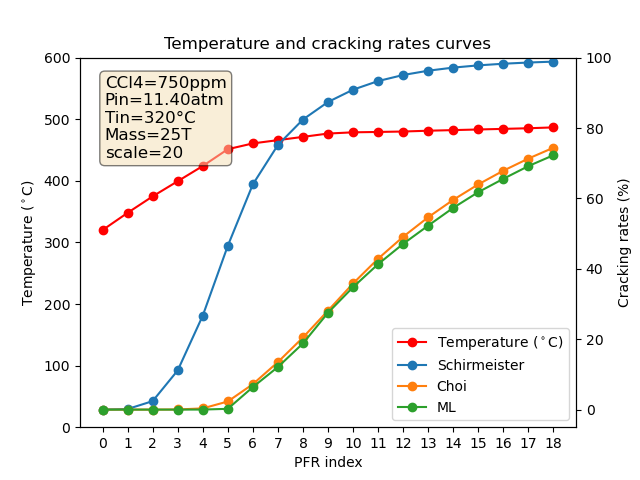 Temperature and cracking rates curves
CCl4=750ppm
Pin=11.40atm
Tin=320°C
Mass=25T
scale=20
600
500
400
300
200
100
0
Temperature (°C)
100
80
60
40
20
0
Cracking rates (%)
Temperature (°C)
Schirmeister
Choi
ML
0 1 2 3 4 5 6 7 8 9 10 11 12 13 14 15 16 17 18
PFR index